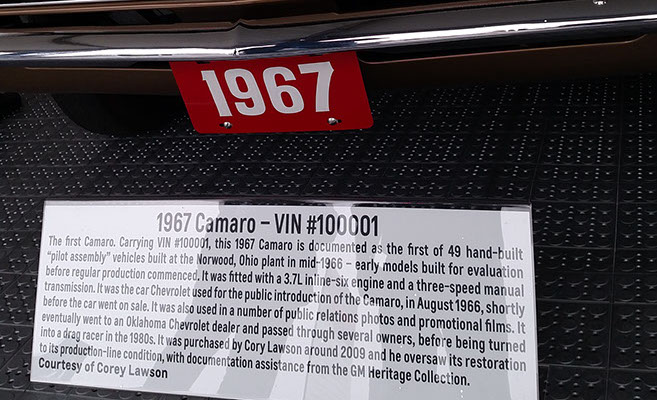 1967
1967 Camaro – VIN #100001
The first Camaro. Carrying VIN #100001, this 1967 Camaro is documented as the first of 49 hand-built
"pilot assembly" vehicles built at the Norwood, Ohio plant in mid-1966 – early models built for evaluation
before regular production commenced. It was fitted with a 3.7L inline-six engine and a three-speed manual
transmission. It was the car Chevrolet used for the public introduction of the Camaro, in August 1966, shortly
before the car went on sale. It was also used in a number of public relations photos and promotional films. It
eventually went to an Oklahoma Chevrolet dealer and passed through several owners, before being turned
into a drag racer in the 1980s. It was purchased by Cory Lawson around 2009 and he oversaw its restoration
to its production-line condition, with documentation assistance from the GM Heritage Collection.
Courtesy of Corey Lawson